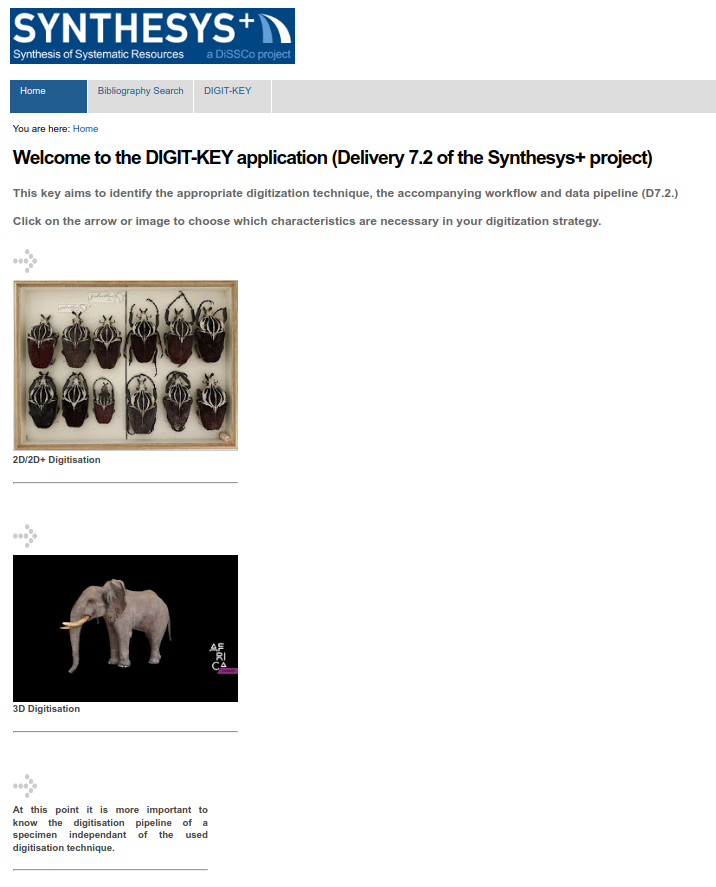 SYNTHESYS+
Synthesis of Systematic Resources a DiSSCo project
Home Bibliography Search DIGIT-KEY
You are here: Home
Welcome to the DIGIT-KEY application (Delivery 7.2 of the Synthesys+ project)
This key aims to identify the appropriate digitization technique, the accompanying workflow and data pipeline (D7.2.)
Click on the arrow or image to choose which characteristics are necessary in your digitization strategy.
2D/2D+ Digitisation
AF
RI
CA
3D Digitisation
At this point it is more important to
know the digitisation pipeline of a
specimen independant of the used
digitisation technique.